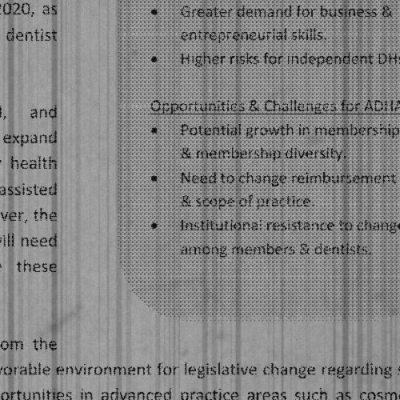 2020, as
dentist
and
expand
health
assisted
ver, the
will need
these
om the
Greater demand for business &
entrepreneurial skills.
Higher risks for independent DHs
Opportunities & Challenges for ADHA
Potential growth in membership
& membership diversity.
Need to change reimbursement
& scope of practice.
Institutional resistance to change
among members & dentists.
vorable environment for legislative change regarding
ortunities in advanced practice areas such as